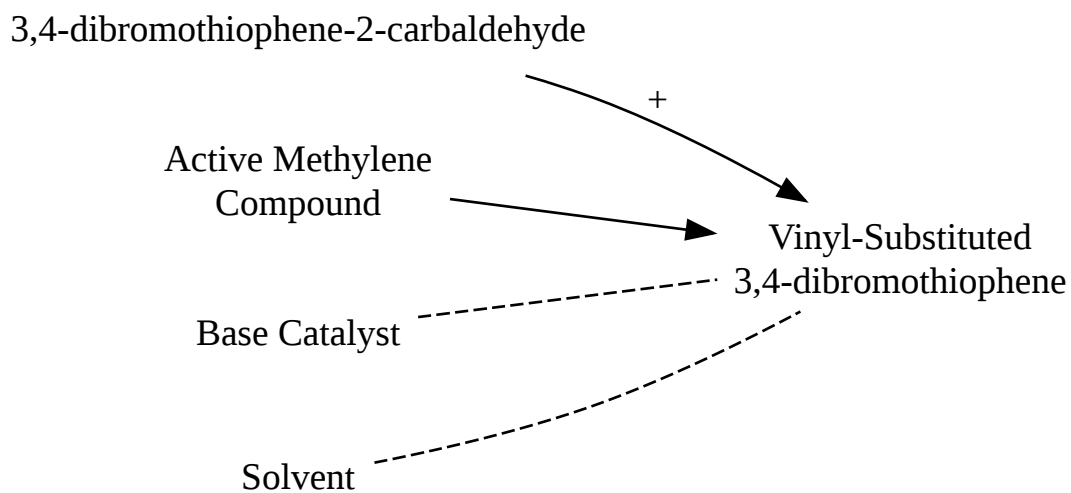 3,4-dibromothiophene-2-carbaldehyde
+
Active Methylene
Compound
Vinyl-Substituted
3,4-dibromothiophene
Base Catalyst
Solvent